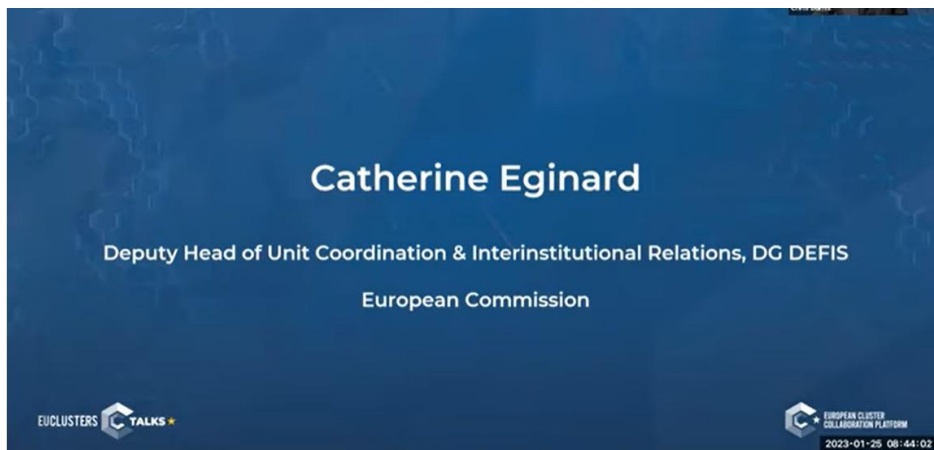 Catherine Eginard
Deputy Head of Unit Coordination & Interinstitutional Relations, DG DEFIS
European Commission
EUCLUSTERS TALKS
EUROPEAN CLUSTER
COLLABORATION PLATFORM
2023-01-25 08:44:02